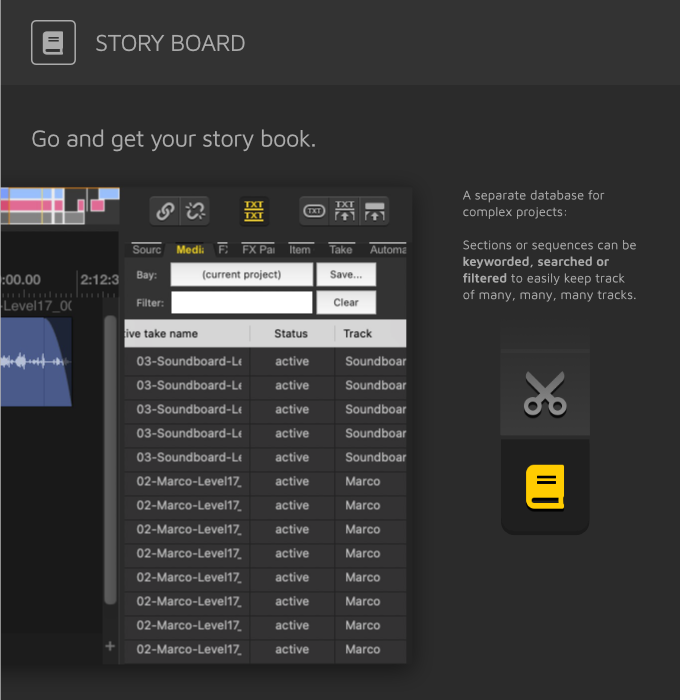 STORY BOARD
Go and get your story book.
A separate database for
complex projects:
Sections or sequences can be
keyworded, searched or
filtered to easily keep track
of many, many, many tracks.
TXT
TXT
TXT
TXT
Sourc Media FX Pai Item Take Automa
:00.00 2:12:3
-Level17_00
Bay: (current project) Save...
Filter: Clear
ive take name Status Track
03-Soundboard-Le active Soundboar
03-Soundboard-Le active Soundboar
03-Soundboard-Le active Soundboar
03-Soundboard-Le active Soundboar
03-Soundboard-Le active Soundboar
02-Marco-Level17_ active Marco
02-Marco-Level17_ active Marco
02-Marco-Level17_ active Marco
02-Marco-Level17_ active Marco
02-Marco-Level17_ active Marco
02-Marco-Level17_ active Marco
02-Marco-Level17_ active Marco
02-Marco-Level17_ active Marco